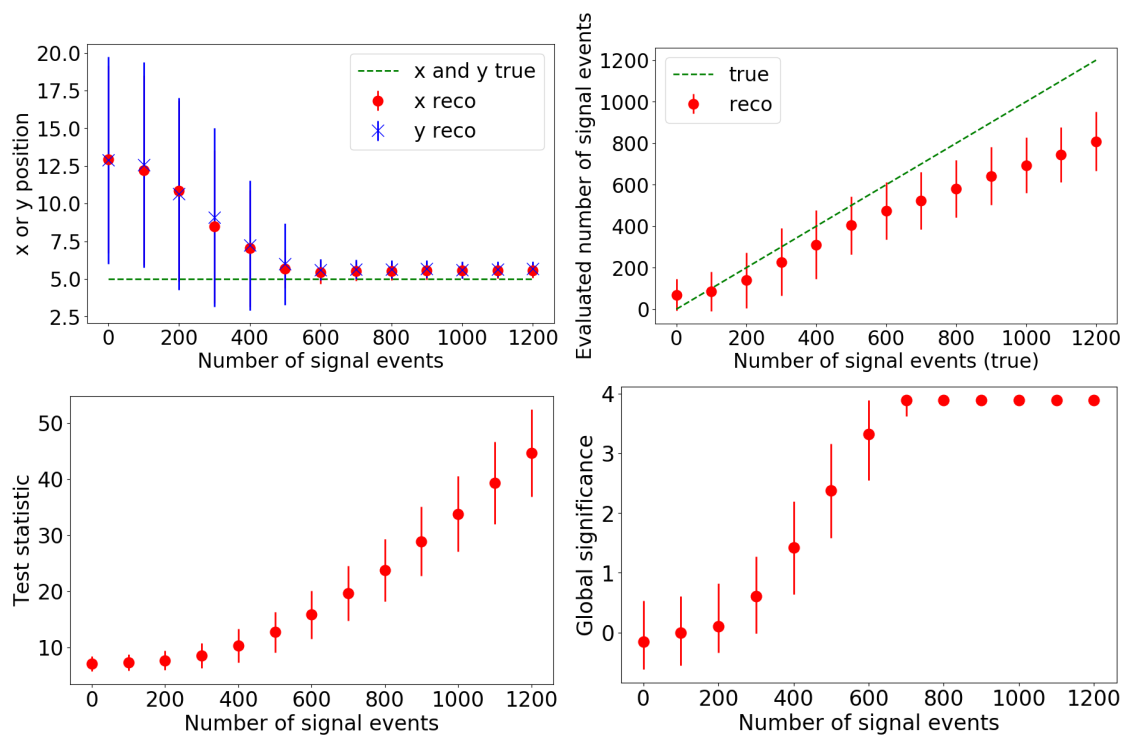 20.0
17.5
15.0
12.5
10.0
7.5
5.0
2.5
x or y position
x and y true
x reco
y reco
0 200 400 600 800 1000 1200
Number of signal events
1200
1000
800
600
400
200
0
Evaluated number of signal events
true
reco
0 200 400 600 800 1000 1200
Number of signal events (true)
50
40
30
20
10
Test statistic
0 200 400 600 800 1000 1200
Number of signal events
4
3
2
1
0
Global significance
0 200 400 600 800 1000 1200
Number of signal events